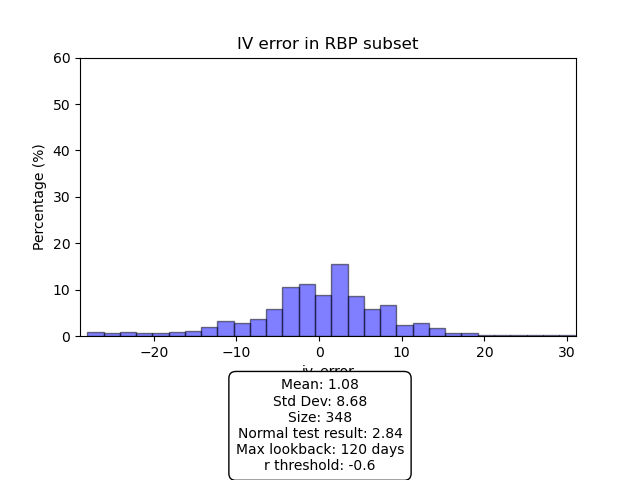 IV error in RBP subset
Percentage (%)
60
50
40
30
20
10
0
−20
−10
0
10
20
30
iv_error
Mean: 1.08
Std Dev: 8.68
Size: 348
Normal test result: 2.84
Max lookback: 120 days
r threshold: -0.6